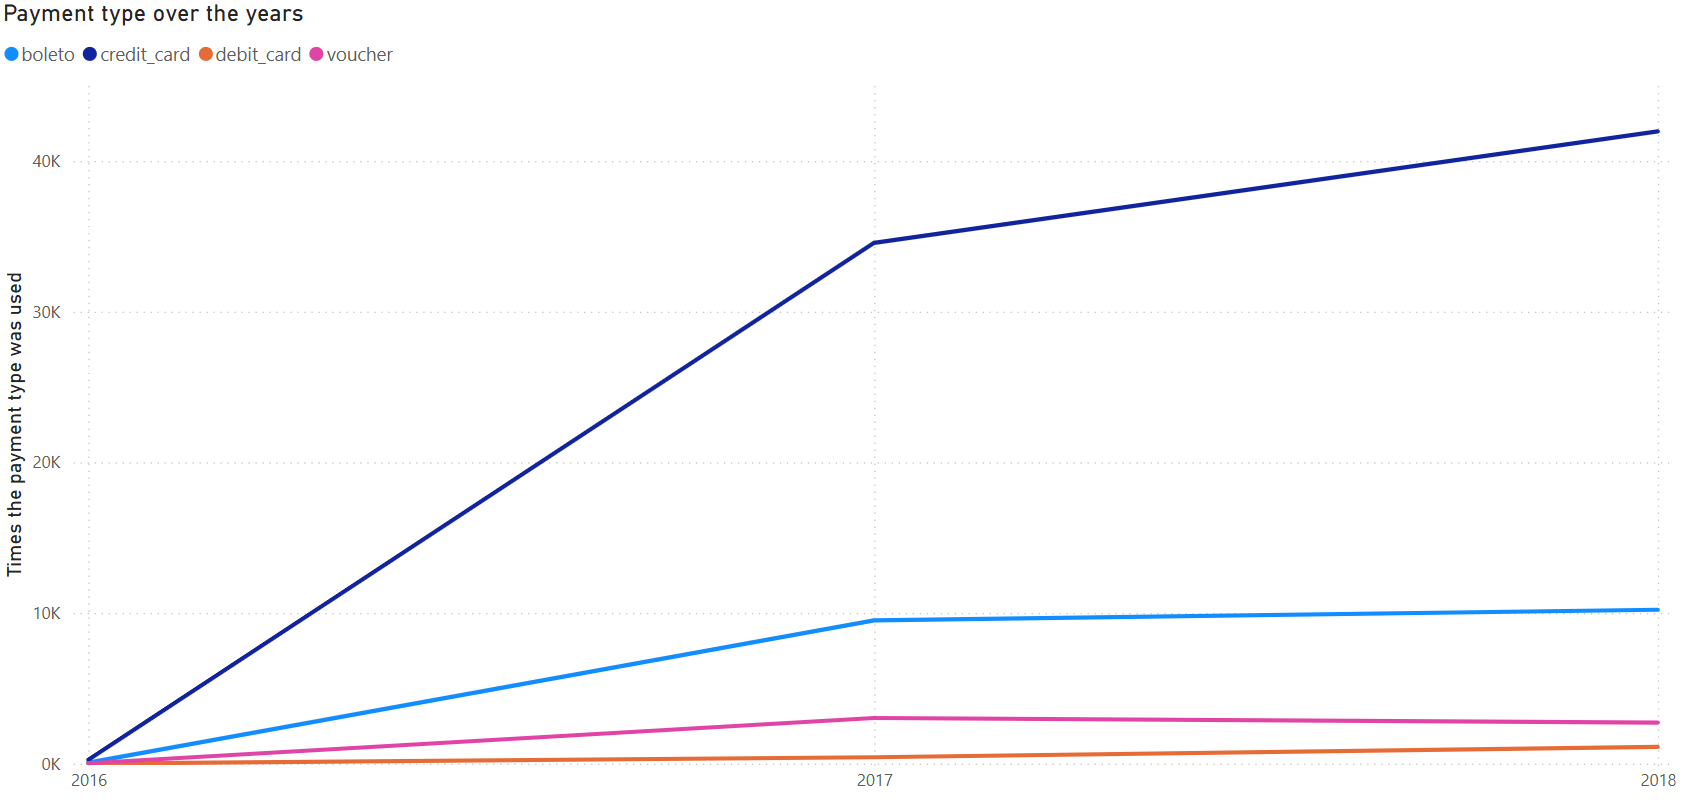 Payment type over the years
boleto credit_card debit_card voucher
Times the payment type was used
40K
30K
20K
10K
0K
2016 2017 2018